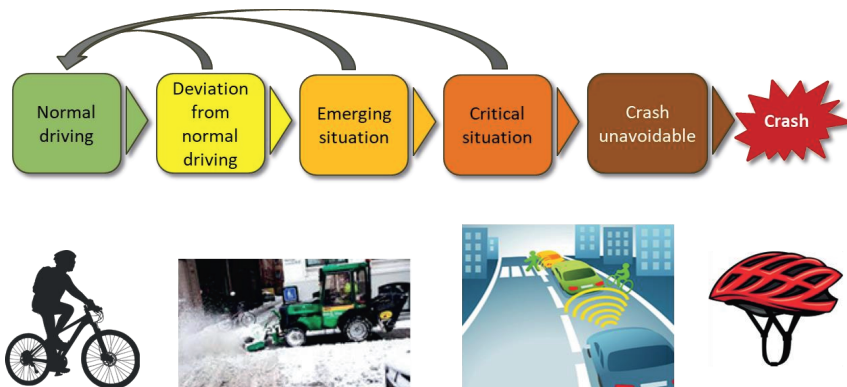 Normal
driving
Deviation
from
normal
driving
Emerging
situation
Critical
situation
Crash
unavoidable
Crash